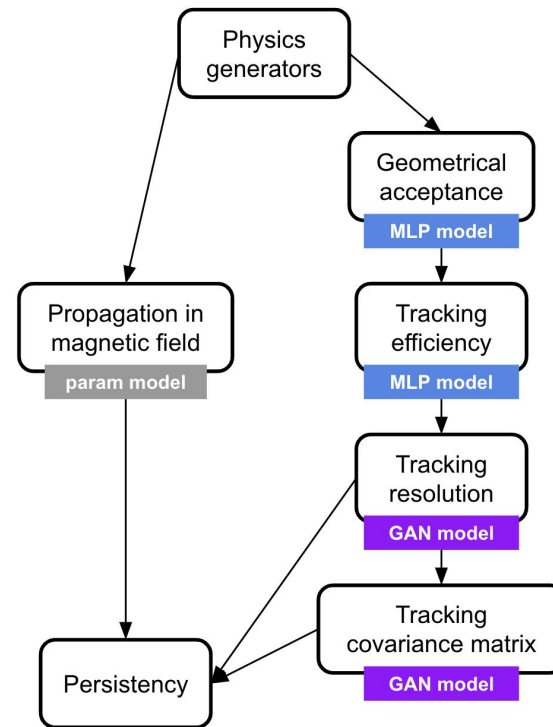 Physics
generators
Geometrical
acceptance
MLP model
Propagation in
magnetic field
param model
Tracking
efficiency
MLP model
Tracking
resolution
GAN model
Tracking
covariance matrix
GAN model
Persistency